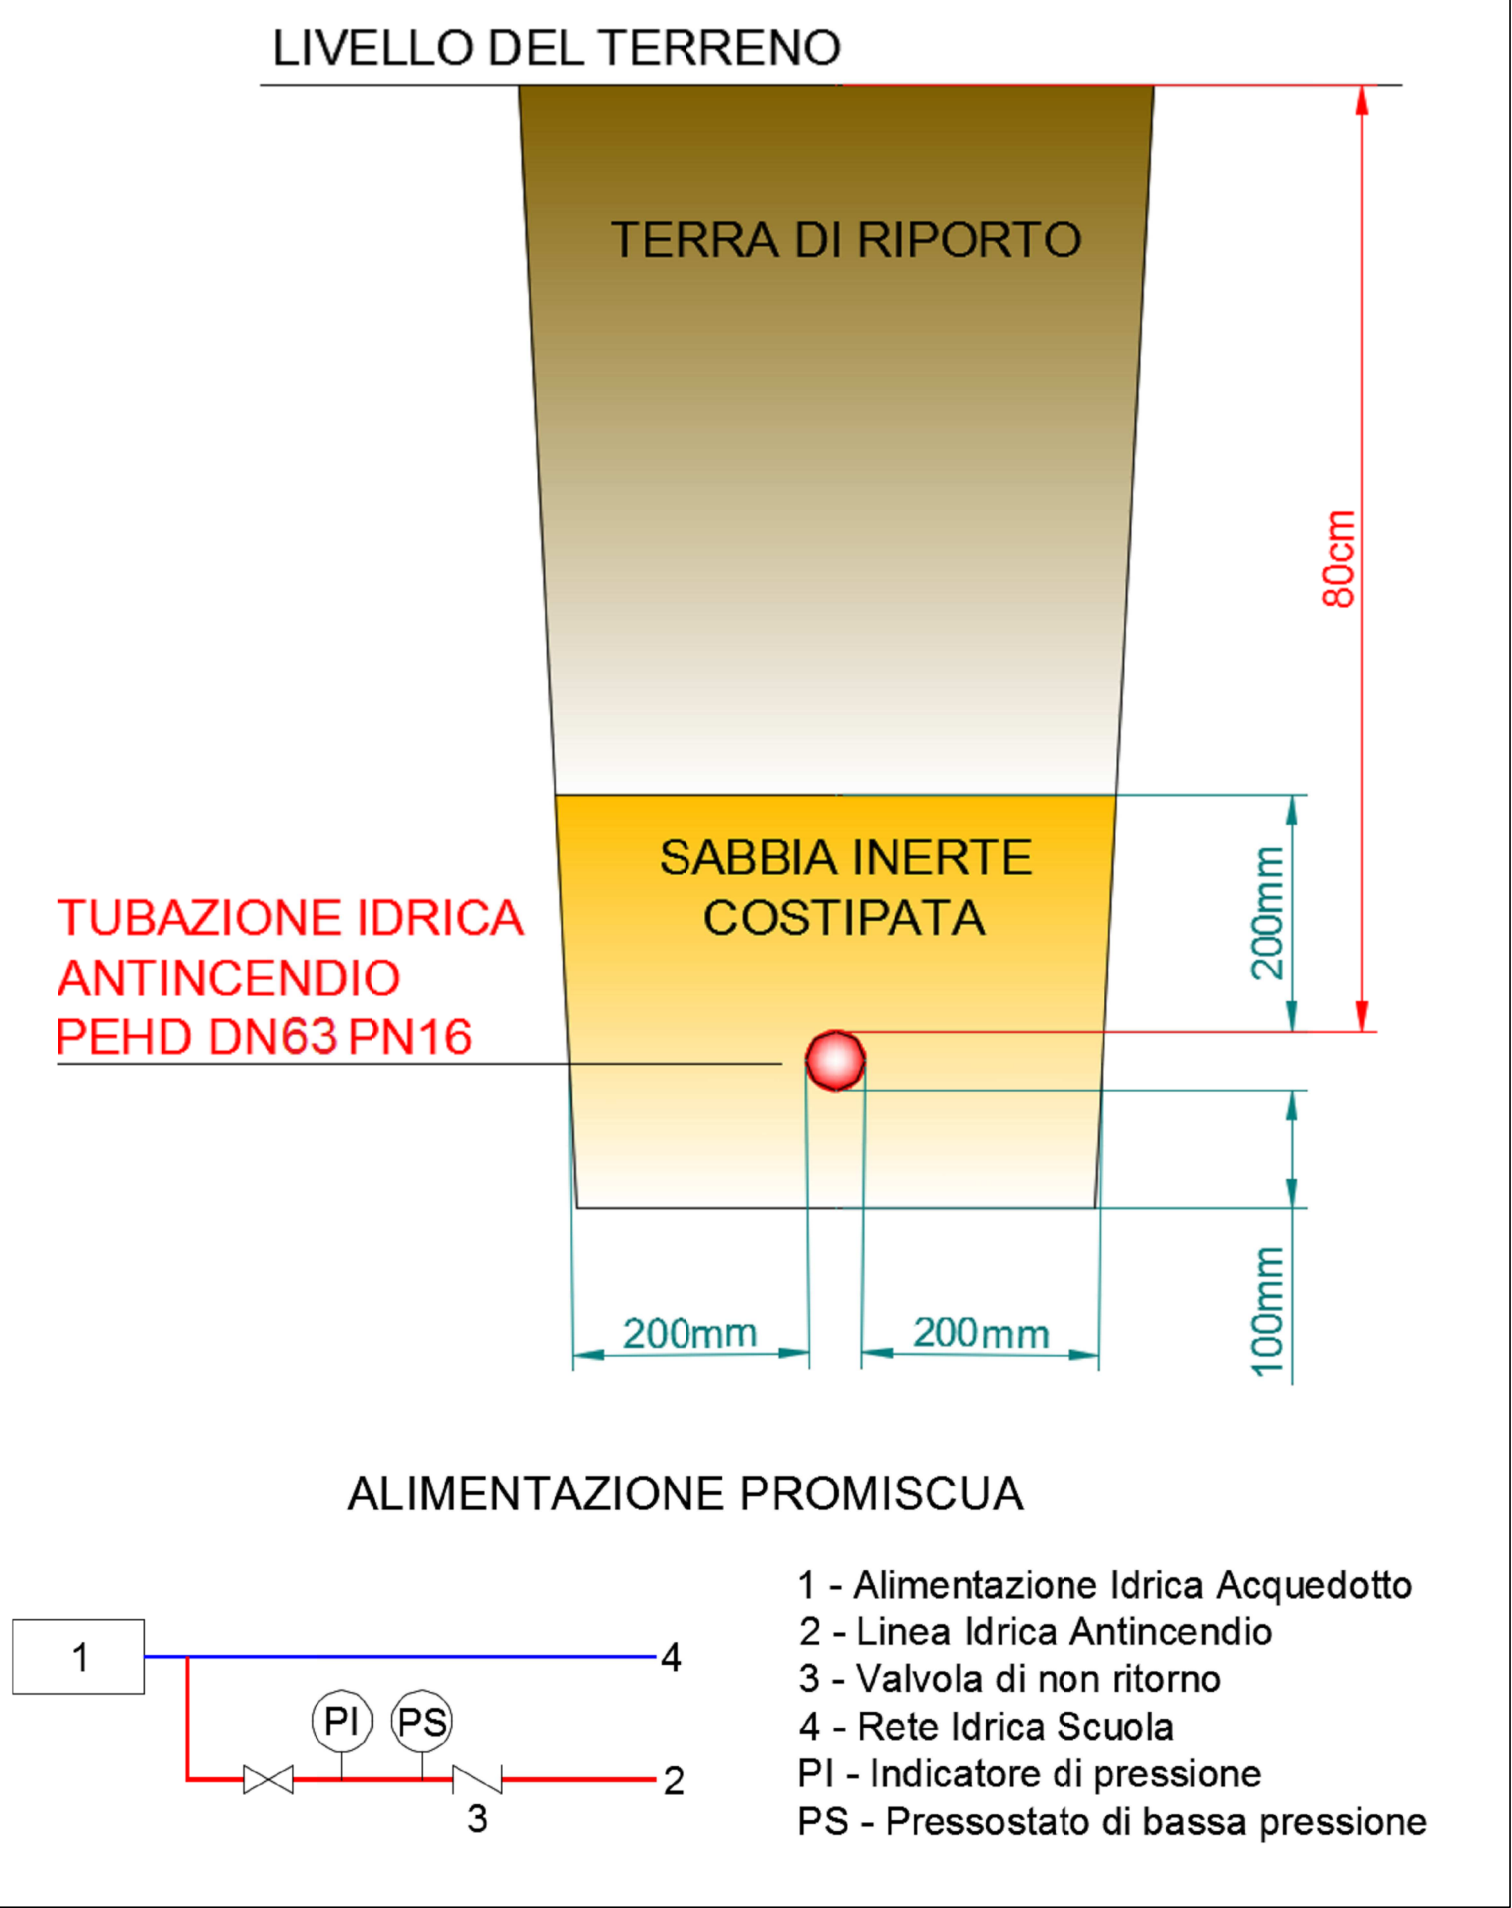 LIVELLO DEL TERRENO
TERRA DI RIPORTO
80cm
SABBIA INERTE
COSTIPATA
200mm
TUBAZIONE IDRICA
ANTINCENDIO
PEHD DN63 PN16
200mm
200mm
100mm
ALIMENTAZIONE PROMISCUA
1
4
PI
PS
2
3
1 - Alimentazione Idrica Acquedotto
2 - Linea Idrica Antincendio
3 - Valvola di non ritorno
4 - Rete Idrica Scuola
PI - Indicatore di pressione
PS - Pressostato di bassa pressione